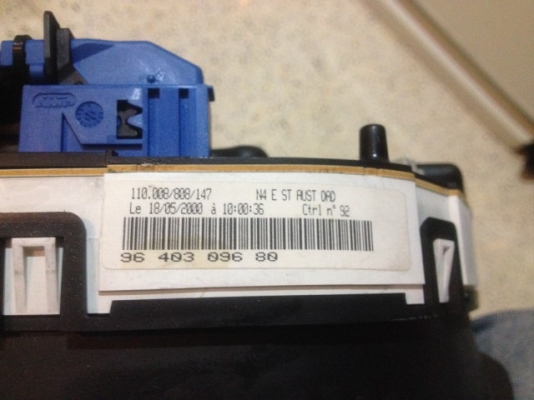 AMP
110.008/808/147 N4 E ST AUST DAD
Le 18/05/2000 à 10:00:36 Ctrl n° 92
96 403 096 80